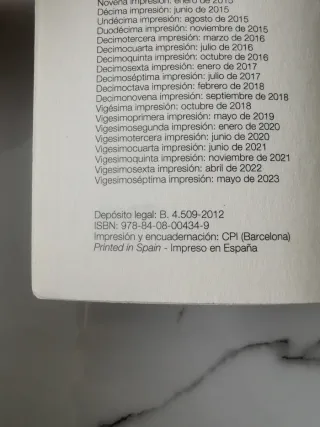 Novena impresión: enero de 2015
Décima impresión: junio de 2015
Undécima impresión: agosto de 2015
Duodécima impresión: noviembre de 2015
Decimotercera impresión: marzo de 2016
Decimocuarta impresión: julio de 2016
Decimoquinta impresión: octubre de 2016
Decimosexta impresión: enero de 2017
Decimoséptima impresión: julio de 2017
Decimoctava impresión: febrero de 2018
Decimonovena impresión: septiembre de 2018
Vigésima impresión: octubre de 2018
Vigesimoprimera impresión: mayo de 2019
Vigesimosegunda impresión: enero de 2020
Vigesimotercera impresión: junio de 2020
Vigesimocuarta impresión: junio de 2021
Vigesimoquinta impresión: noviembre de 2021
Vigesimosexta impresión: abril de 2022
Vigesimoséptima impresión: mayo de 2023
Depósito legal: B. 4.509-2012
ISBN: 978-84-08-00434-9
Impresión y encuadernación: CPI (Barcelona)
Printed in Spain - Impreso en España